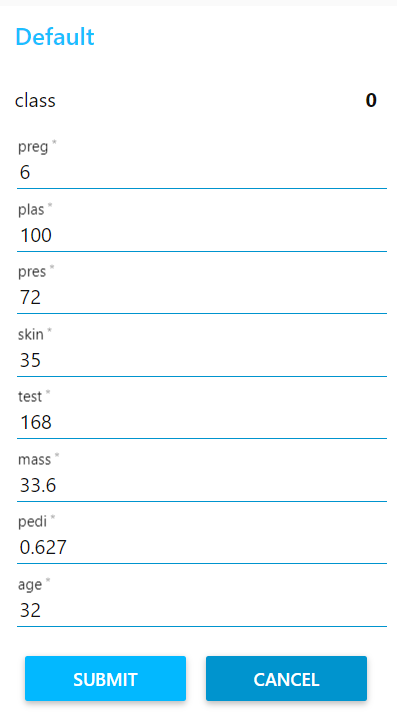 Default
class 0
preg *
6
plas *
100
pres *
72
skin *
35
test *
168
mass *
33.6
pedi *
0.627
age *
32
SUBMIT CANCEL